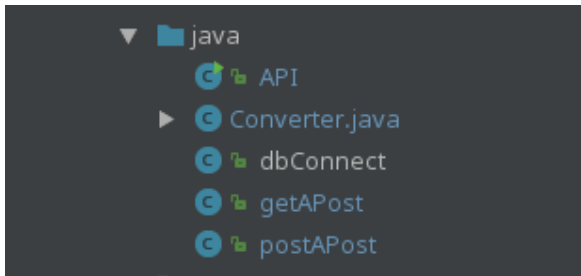 java
API
Converter.java
dbConnect
getAPost
postAPost